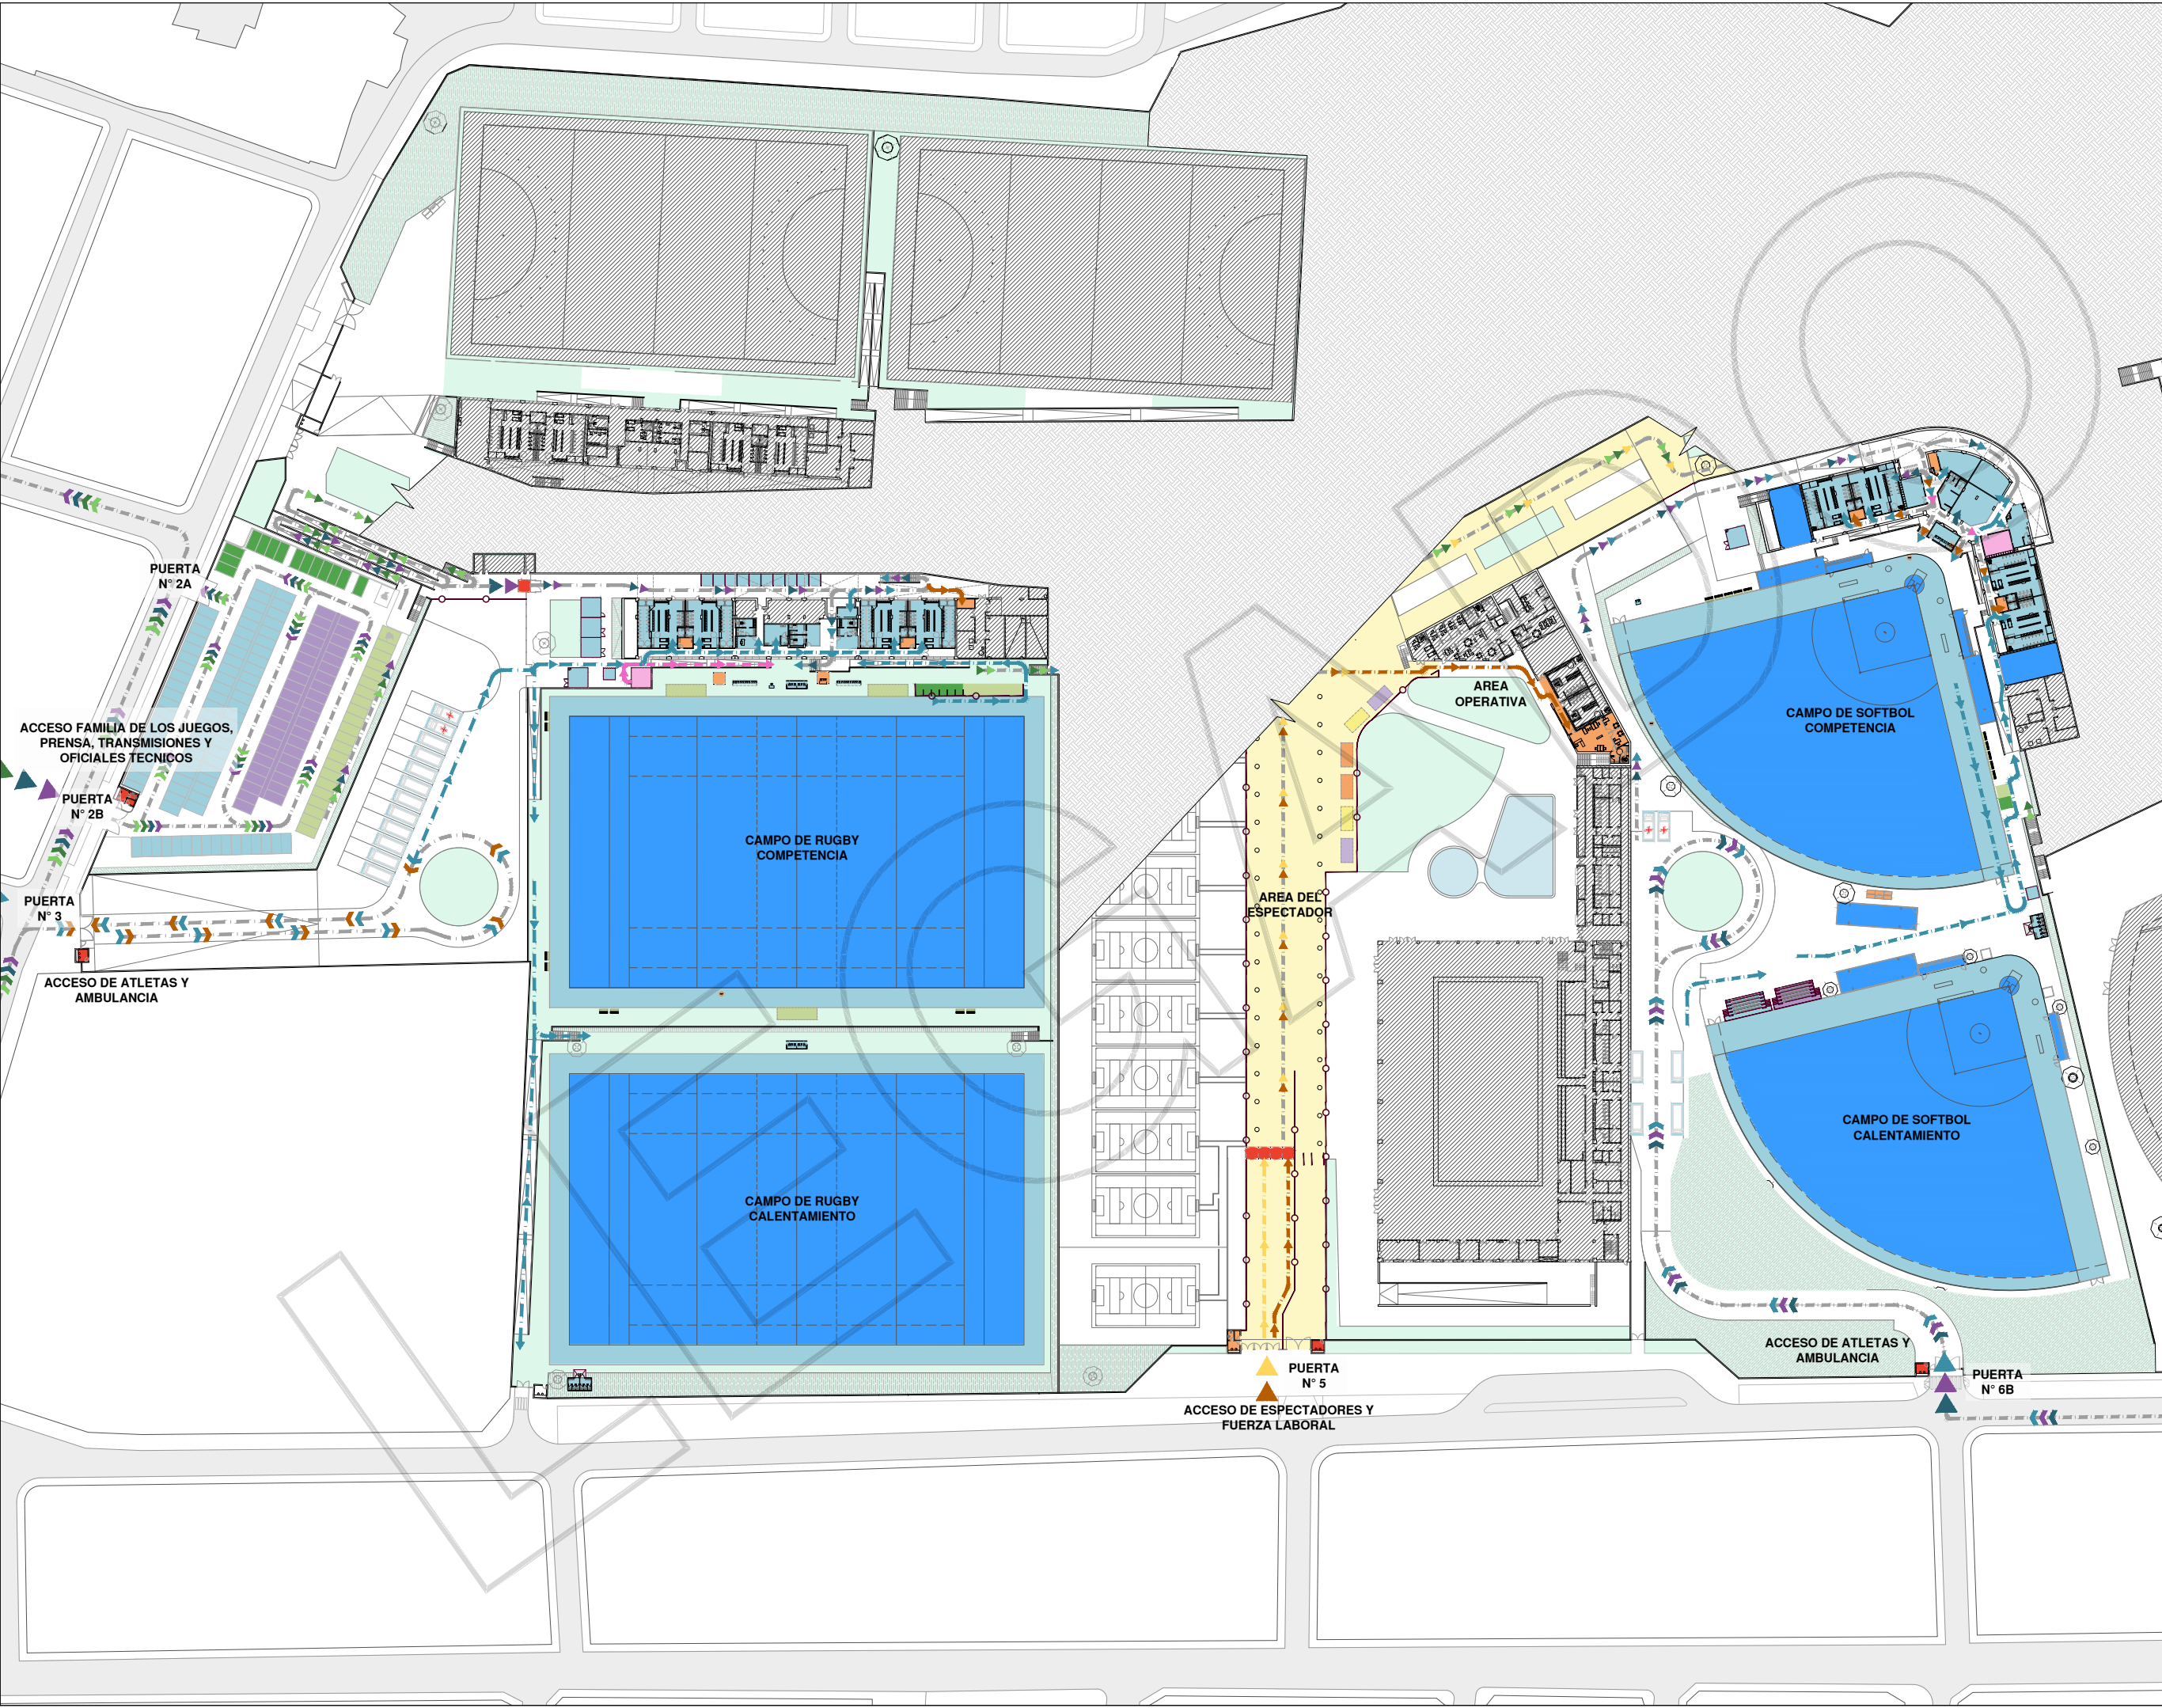 PUERTA
N° 2A
ACCESO FAMILIA DE LOS JUEGOS,
PRENSA, TRANSMISIONES Y
OFICIALES TECNICOS
PUERTA
N° 2B
PUERTA
N° 3
ACCESO DE ATLETAS Y
AMBULANCIA
CAMPO DE RUGBY
COMPETENCIA
CAMPO DE RUGBY
CALENTAMIENTO
AREA
OPERATIVA
AREA DEL
ESPECTADOR
PUERTA
N° 5
ACCESO DE ESPECTADORES Y
FUERZA LABORAL
CAMPO DE SOFTBOL
COMPETENCIA
CAMPO DE SOFTBOL
CALENTAMIENTO
ACCESO DE ATLETAS Y
AMBULANCIA
PUERTA
N° 6B